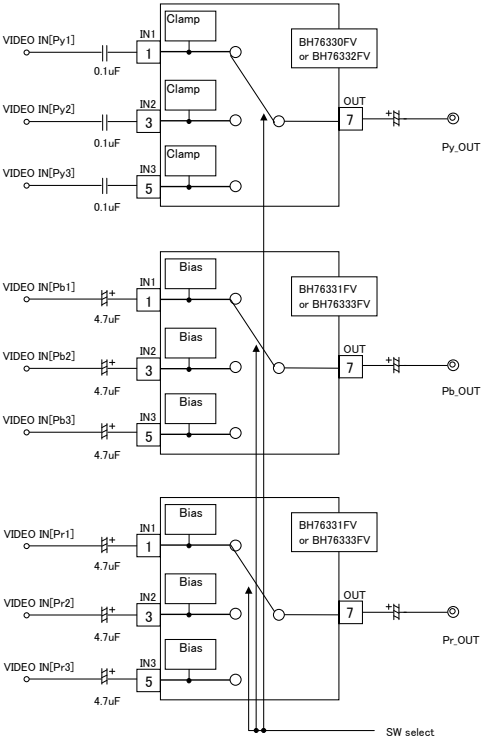 Clamp
IN1
VIDEO IN[Py1]
1
0.1uF
BH76330FV
or BH76332FV
Clamp
IN2
VIDEO IN[Py2]
3
0.1uF
OUT
7
+
Py_OUT
Clamp
IN3
VIDEO IN[Py3]
5
0.1uF
Bias
IN1
VIDEO IN[Pb1]
+
1
4.7uF
BH76331FV
or BH76333FV
Bias
IN2
VIDEO IN[Pb2]
+
3
4.7uF
OUT
7
+
Pb_OUT
Bias
IN3
VIDEO IN[Pb3]
+
5
4.7uF
Bias
IN1
VIDEO IN[Pr1]
+
1
4.7uF
BH76331FV
or BH76333FV
Bias
IN2
VIDEO IN[Pr2]
+
3
4.7uF
OUT
7
+
Pr_OUT
Bias
IN3
VIDEO IN[Pr3]
+
5
4.7uF
SW select